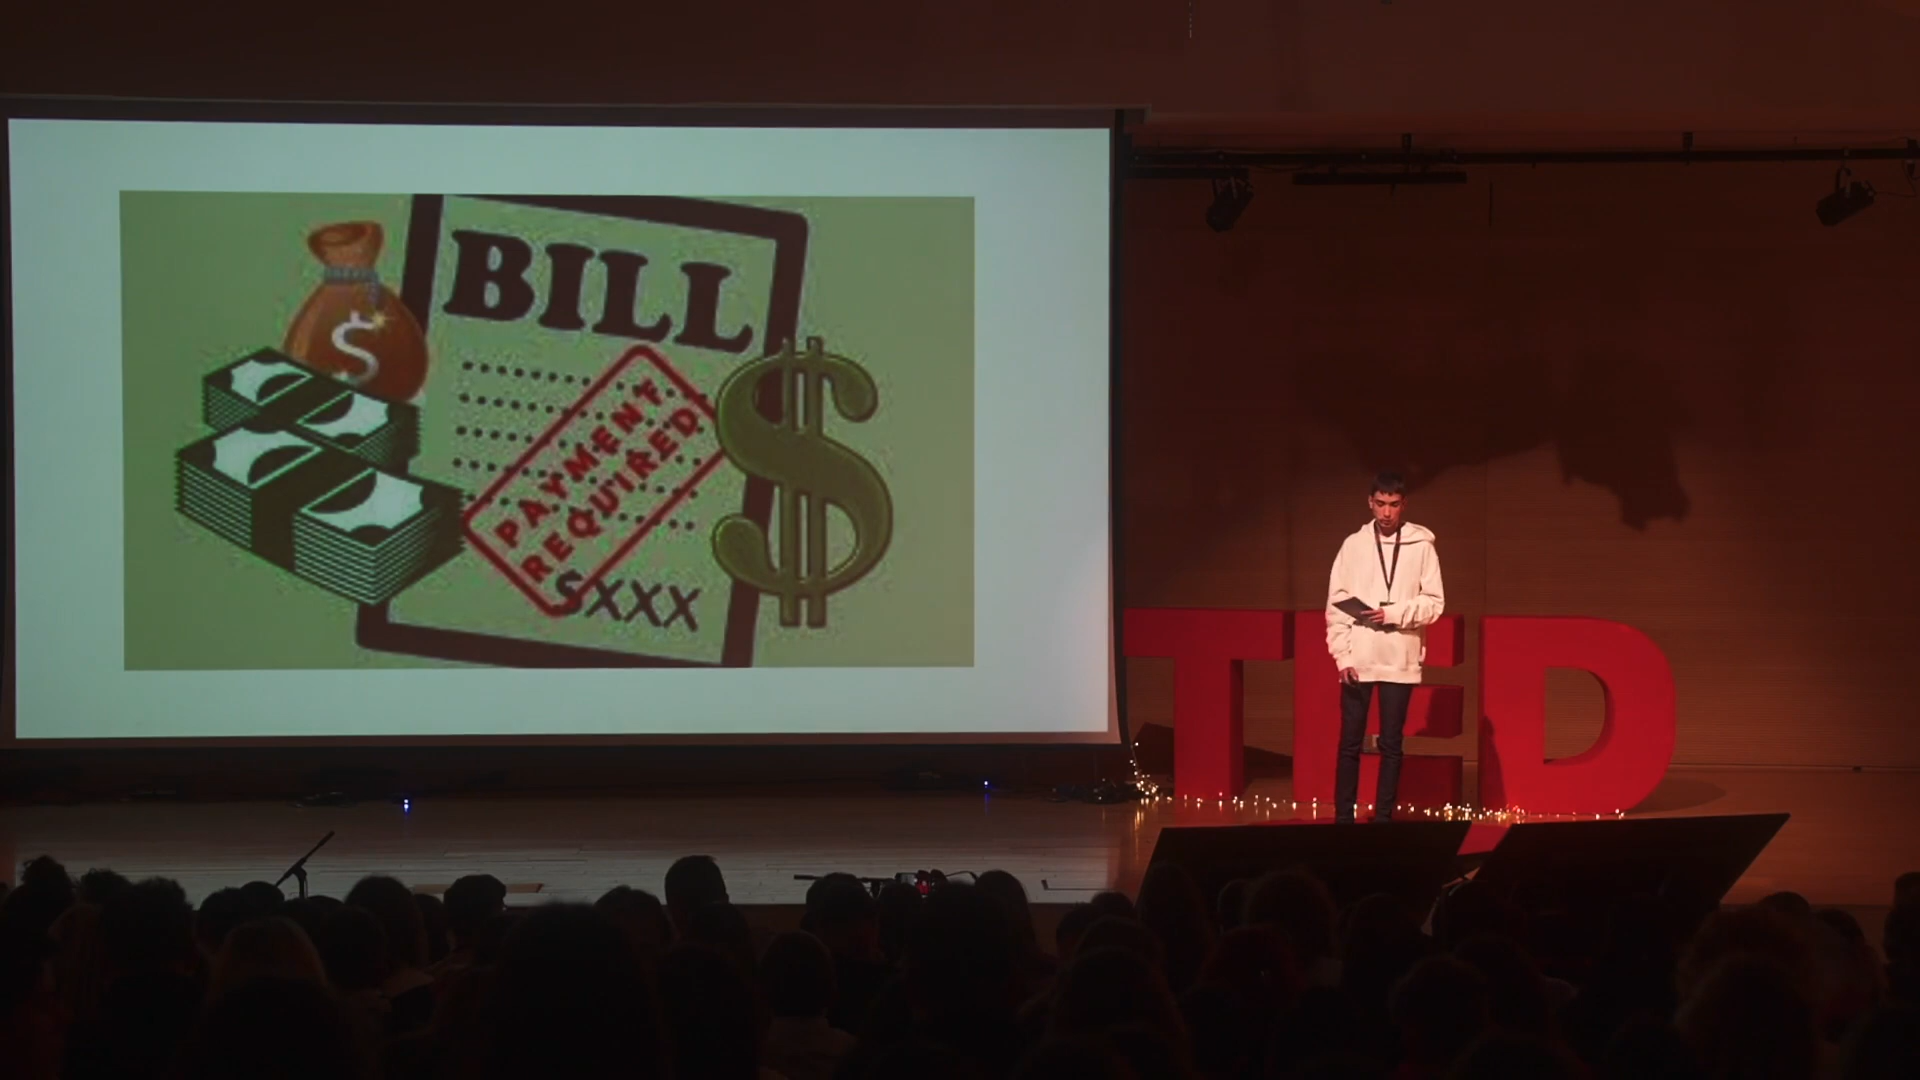 BILL
$
PAYMENT
REQUIRED
$XXX
$
TED